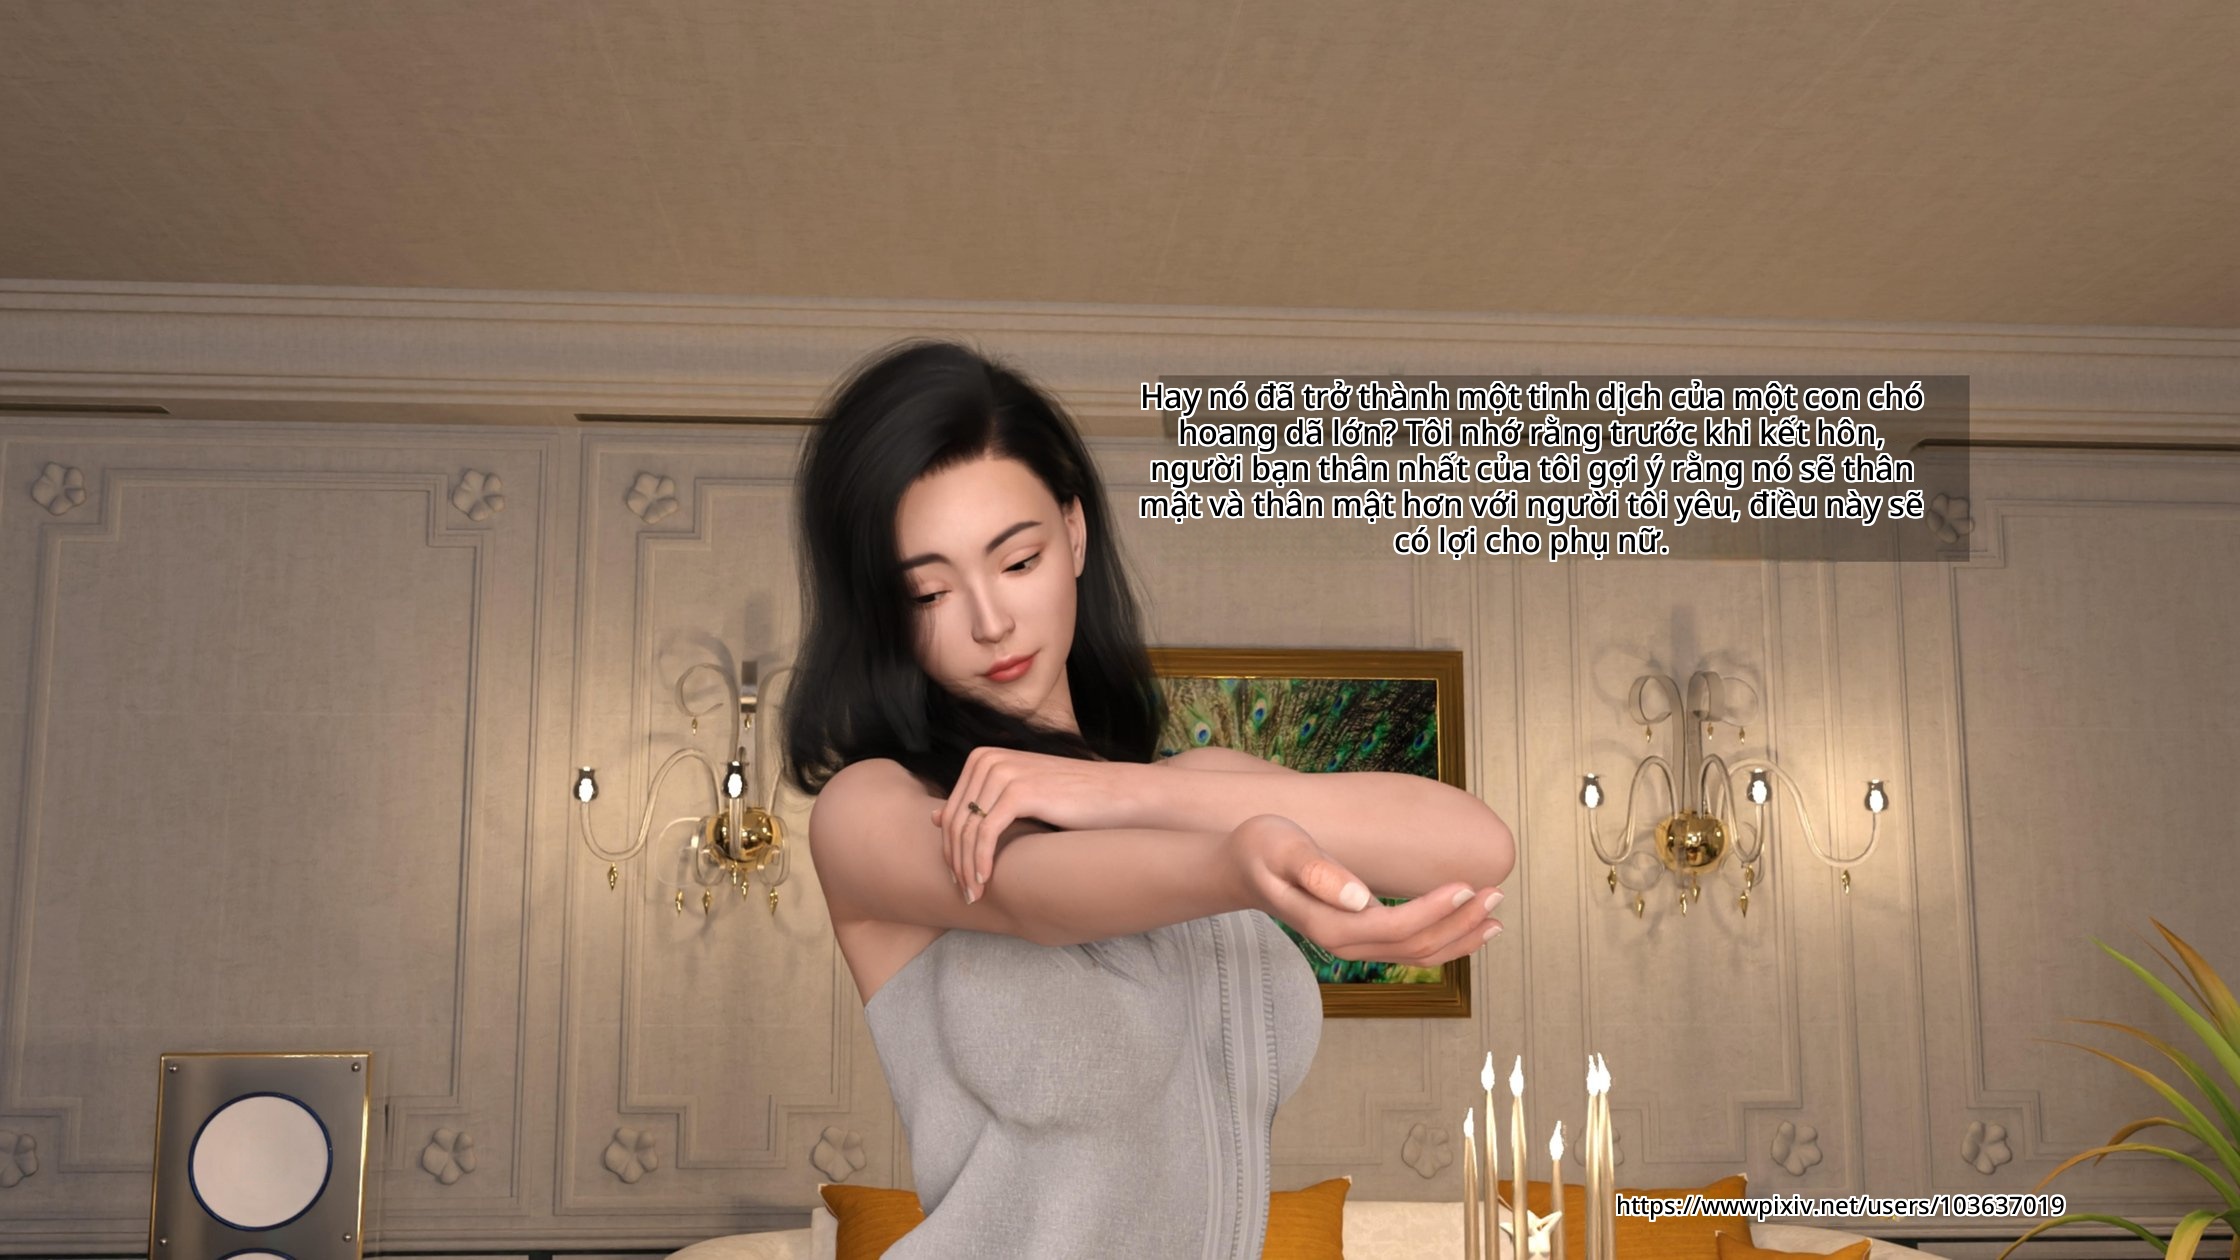 Hay nó đã trở thành một tinh dịch của một con chó
hoang dã lớn? Tôi nhớ rằng trước khi kết hôn,
người bạn thân nhất của tôi gợi ý rằng nó sẽ thân
mật và thân mật hơn với người tôi yêu, điều này sẽ
có lợi cho phụ nữ.
https://wwwpixiv.net/users/103637019